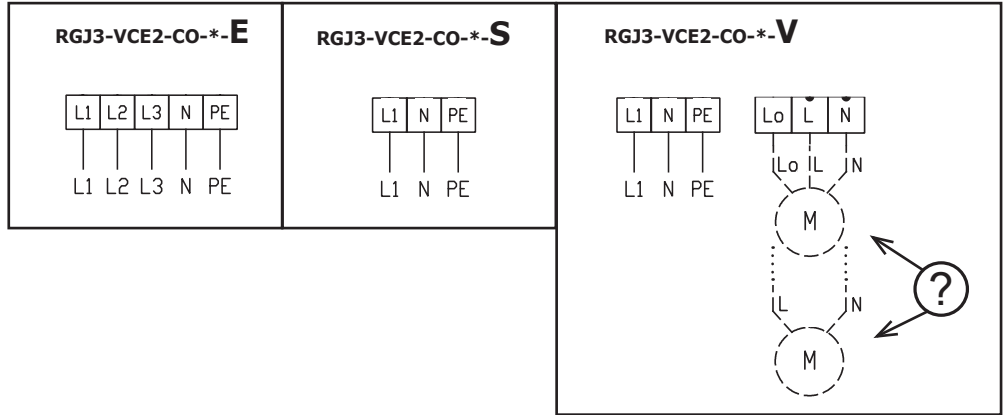 RGJ3-VCE2-CO-*-E
L1 L2 L3 N PE
L1 L2 L3 N PE
RGJ3-VCE2-CO-*-S
L1 N PE
L1 N PE
RGJ3-VCE2-CO-*-V
L1 N PE
L1 N PE
Lo L N
Lo L N
M
?
L N
M